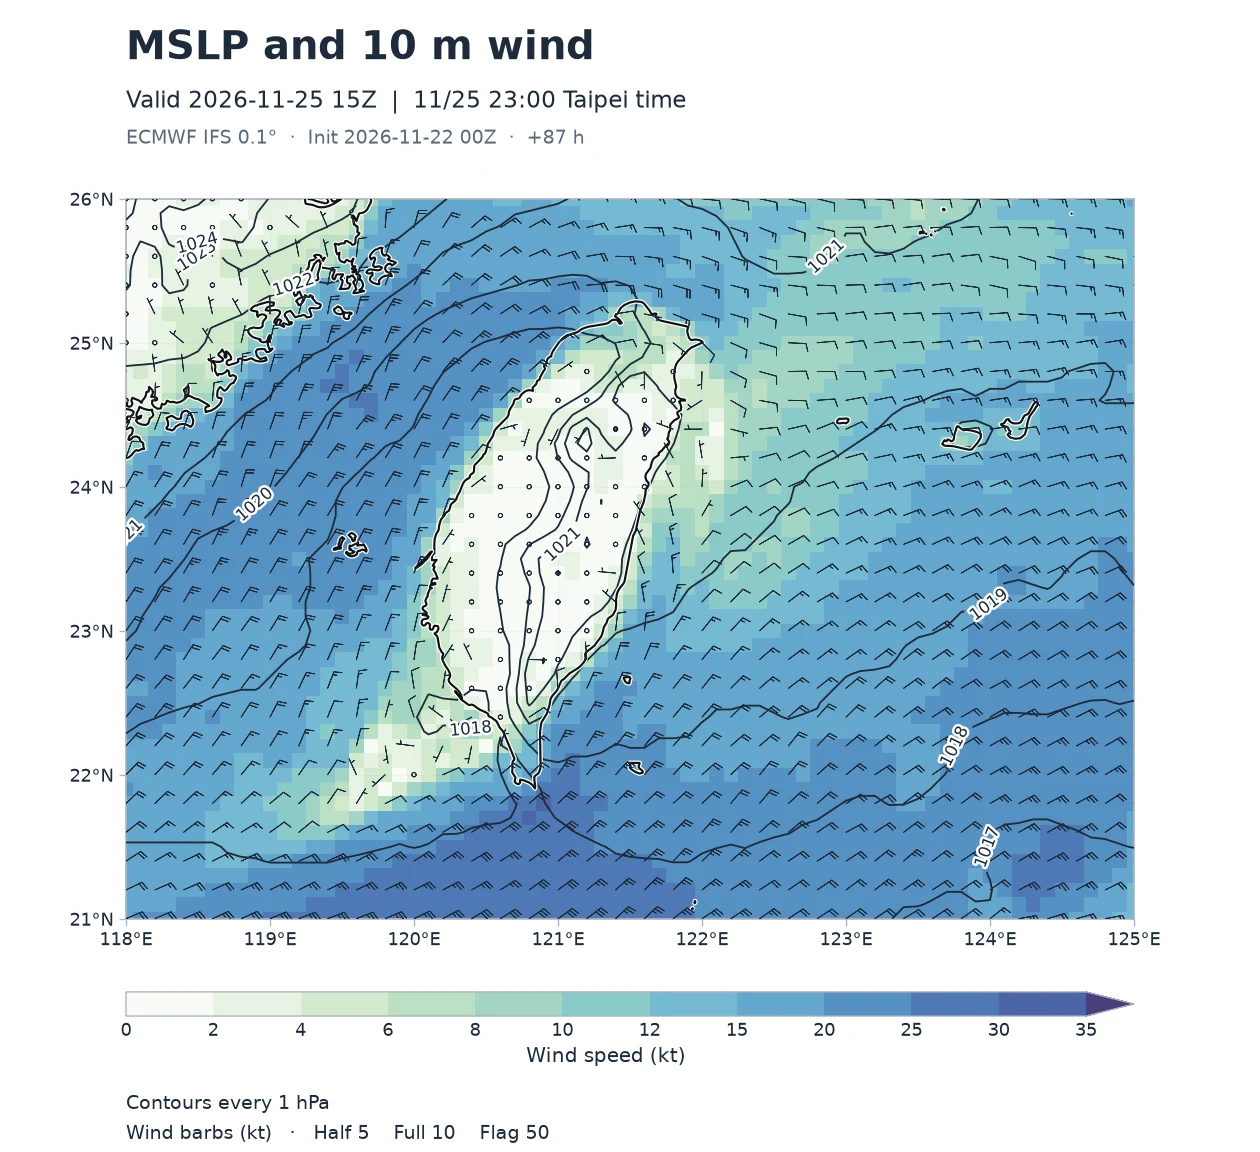 MSLP and 10 m wind
Valid 2026-11-25 15Z | 11/25 23:00 Taipei time
ECMWF IFS 0.1° · Init 2026-11-22 00Z · +87 h
26°N
25°N
24°N
23°N
22°N
21°N
1024
1023
1022
1021
1021
1020
21
1021
1019
1018
1018
1017
118°E 119°E 120°E 121°E 122°E 123°E 124°E 125°E
0 2 4 6 8 10 12 15 20 25 30 35
Wind speed (kt)
Contours every 1 hPa
Wind barbs (kt) · Half 5 Full 10 Flag 50